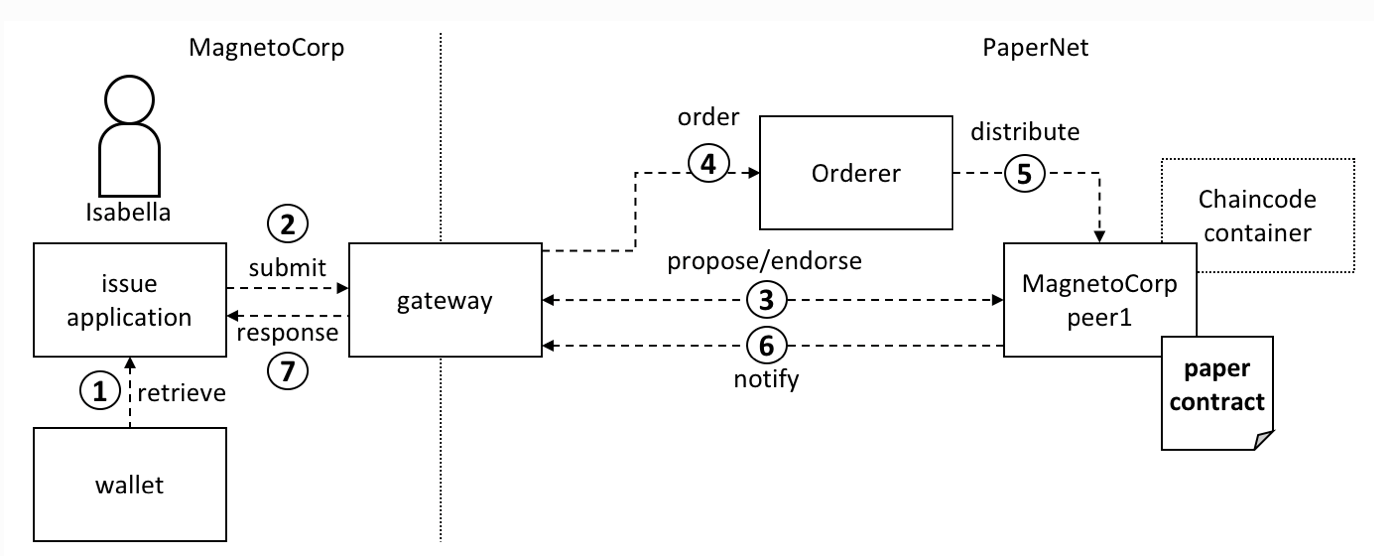 MagnetoCorp
PaperNet
Isabella
order
4
Orderer
distribute
5
Chaincode
container
2
submit
issue
application
gateway
propose/endorse
3
MagnetoCorp
peer1
response
7
6
notify
1
retrieve
paper
contract
wallet